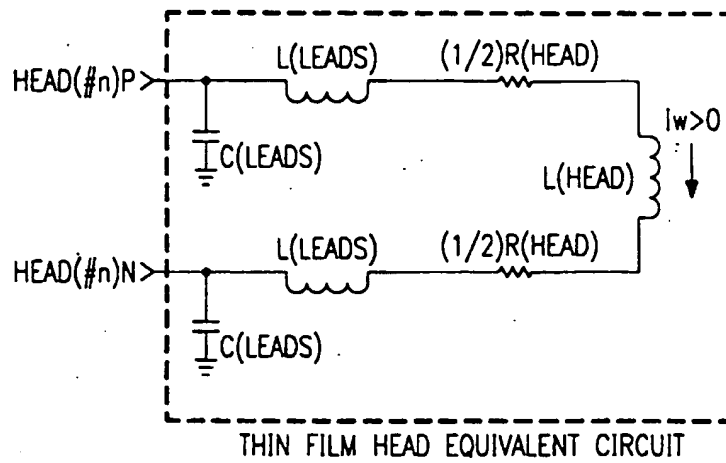 L(LEADS) (1/2)R(HEAD)
HEAD(#n)P
iw>0
C(LEADS)
L(HEAD)
L(LEADS) (1/2)R(HEAD)
HEAD(#n)N
C(LEADS)
THIN FILM HEAD EQUIVALENT CIRCUIT